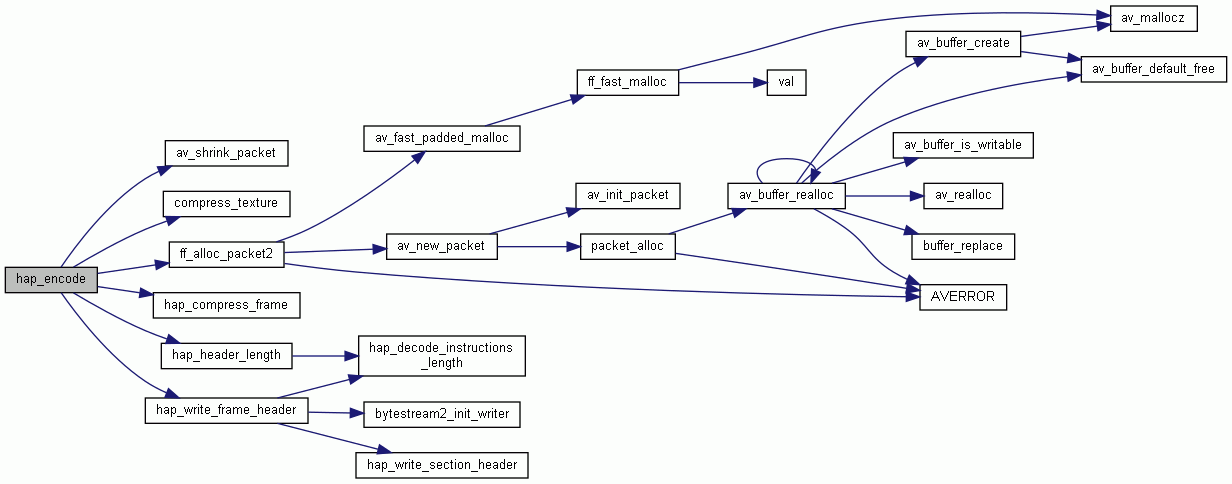 av_mallocz
av_buffer_create
av_buffer_default_free
ff_fast_malloc
val
av_fast_padded_malloc
av_buffer_is_writable
av_shrink_packet
av_init_packet
av_buffer_realloc
av_realloc
compress_texture
ff_alloc_packet2
av_new_packet
packet_alloc
buffer_replace
hap_encode
AVERROR
hap_compress_frame
hap_header_length
hap_decode_instructions
_length
hap_write_frame_header
bytestream2_init_writer
hap_write_section_header